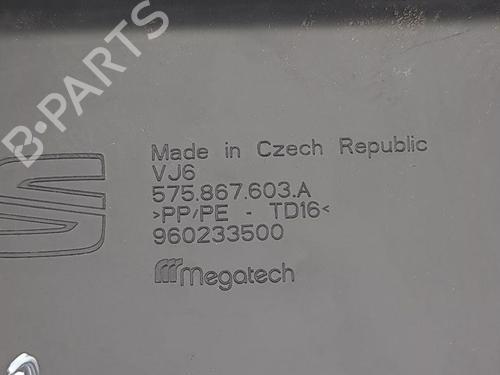 B-PARTS
Made in Czech Republic
VJ6
575.867.603.A
>PP/PE - TD16<
960233500
megatech